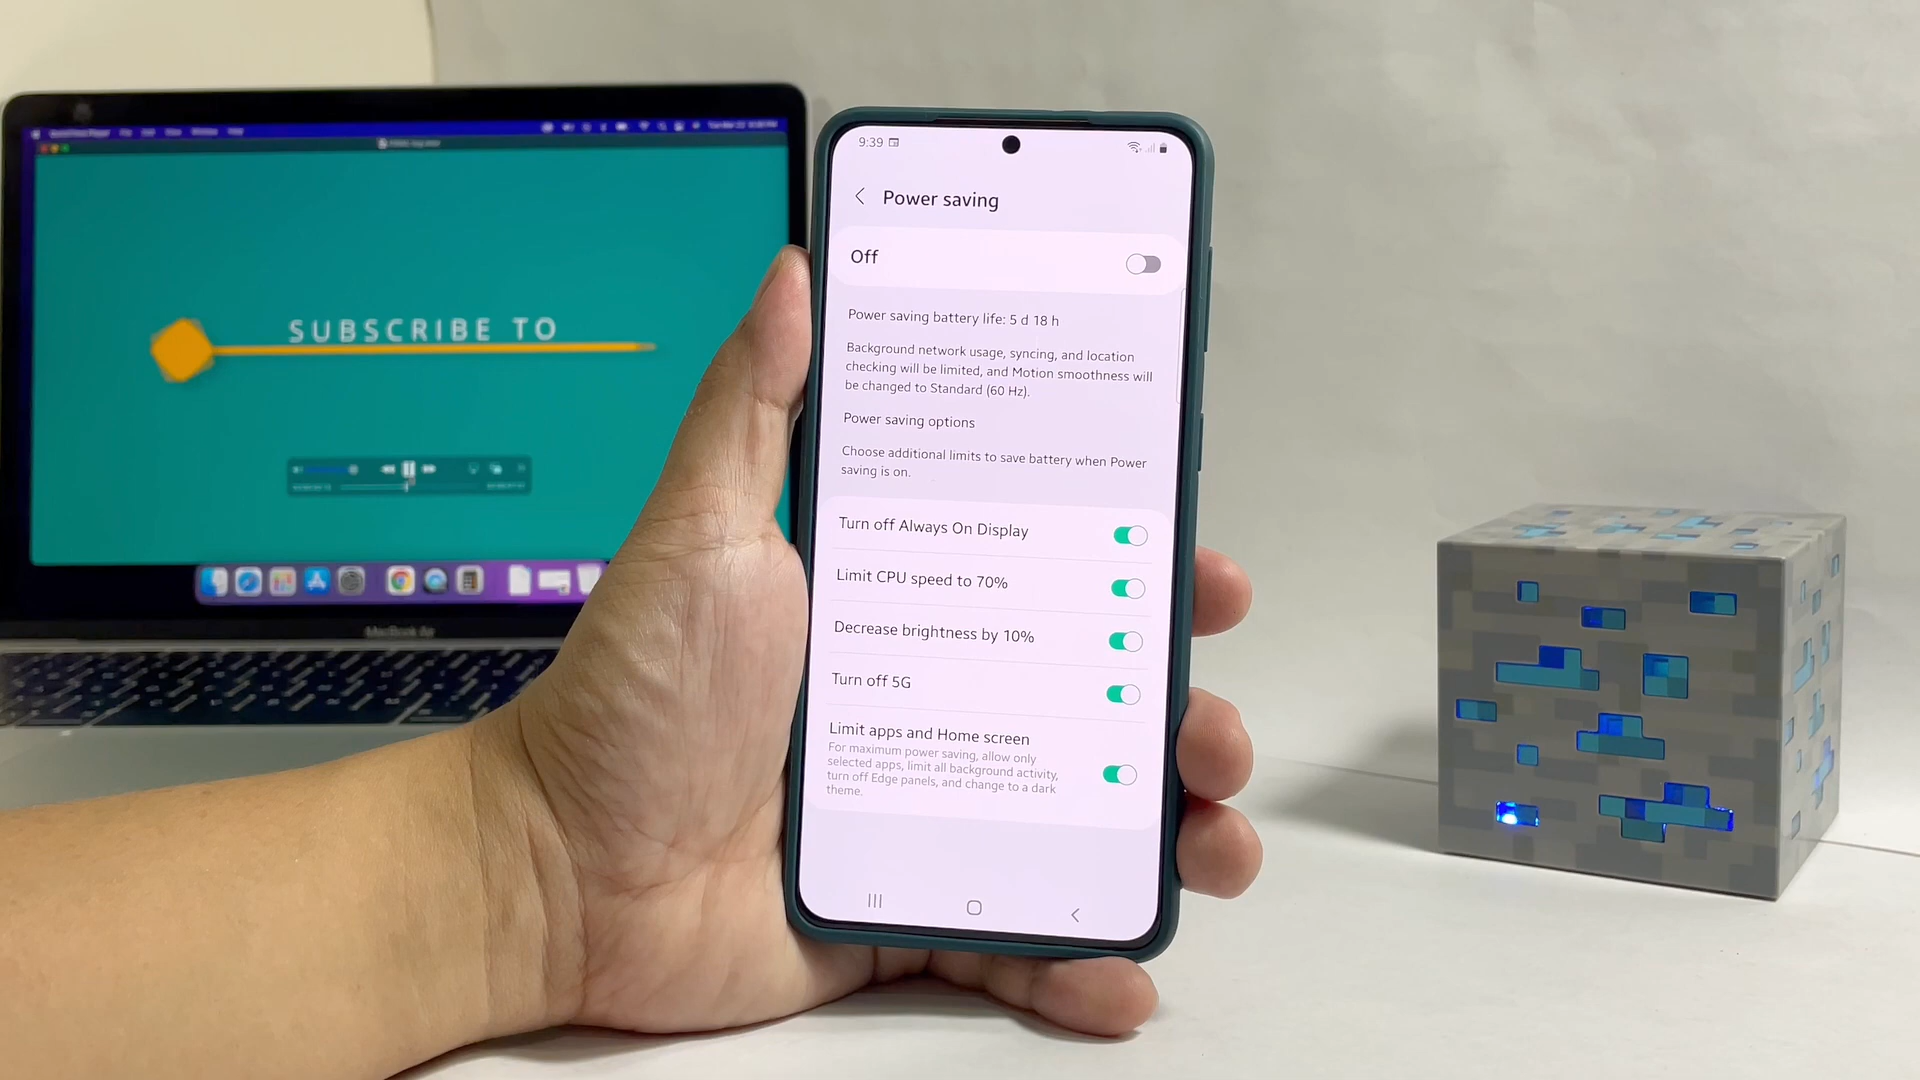 SUBSCRIBE TO
MacBook Air
9:39
Power saving
Off
Power saving battery life: 5 d 18 h
Background network usage, syncing, and location
checking will be limited, and Motion smoothness will
be changed to Standard (60 Hz).
Power saving options
Choose additional limits to save battery when Power
saving is on.
Turn off Always On Display
Limit CPU speed to 70%
Decrease brightness by 10%
Turn off 5G
Limit apps and Home screen
For maximum power saving, allow only
selected apps, limit all background activity,
turn off Edge panels, and change to a dark
theme.